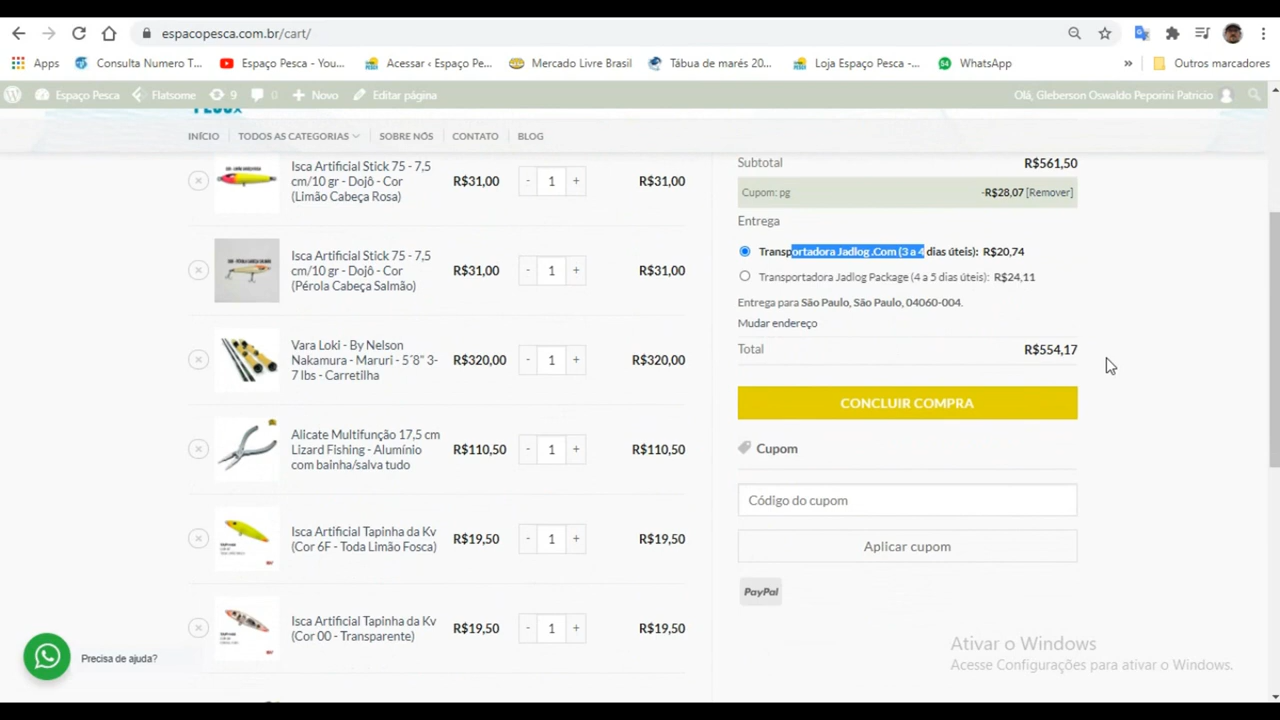 espacopesca.com.br/cart/
Apps
Consulta Numero T...
Espaço Pesca - You...
Acessar ‹ Espaço Pe...
Mercado Livre Brasil
Tábua de marés 20...
Loja Espaço Pesca -...
WhatsApp
»
Outros marcadores
Espaço Pesca
Flatsome
9
0
Novo
Editar página
Olá, Gleberson Oswaldo Peporini Patricio
INÍCIO
TODOS AS CATEGORIAS
SOBRE NÓS
CONTATO
BLOG
Isca Artificial Stick 75 - 7,5
cm/10 gr - Dojô - Cor
(Limão Cabeça Rosa)
R$31,00
- 1 +
R$31,00
Isca Artificial Stick 75 - 7,5
cm/10 gr - Dojô - Cor
(Pérola Cabeça Salmão)
R$31,00
- 1 +
R$31,00
Vara Loki - By Nelson
Nakamura - Maruri - 5´8" 3-
7 lbs - Carretilha
R$320,00
- 1 +
R$320,00
Alicate Multifunção 17,5 cm
Lizard Fishing - Alumínio
com bainha/salva tudo
R$110,50
- 1 +
R$110,50
Isca Artificial Tapinha da Kv
(Cor 6F - Toda Limão Fosca)
R$19,50
- 1 +
R$19,50
Isca Artificial Tapinha da Kv
(Cor 00 - Transparente)
R$19,50
- 1 +
R$19,50
Subtotal
R$561,50
Cupom: pg
-R$28,07 [Remover]
Entrega
Transportadora Jadlog .Com (3 a 4 dias úteis): R$20,74
Transportadora Jadlog Package (4 a 5 dias úteis): R$24,11
Entrega para São Paulo, São Paulo, 04060-004.
Mudar endereço
Total
R$554,17
CONCLUIR COMPRA
Cupom
Código do cupom
Aplicar cupom
PayPal
Precisa de ajuda?
Ativar o Windows
Acesse Configurações para ativar o Windows.